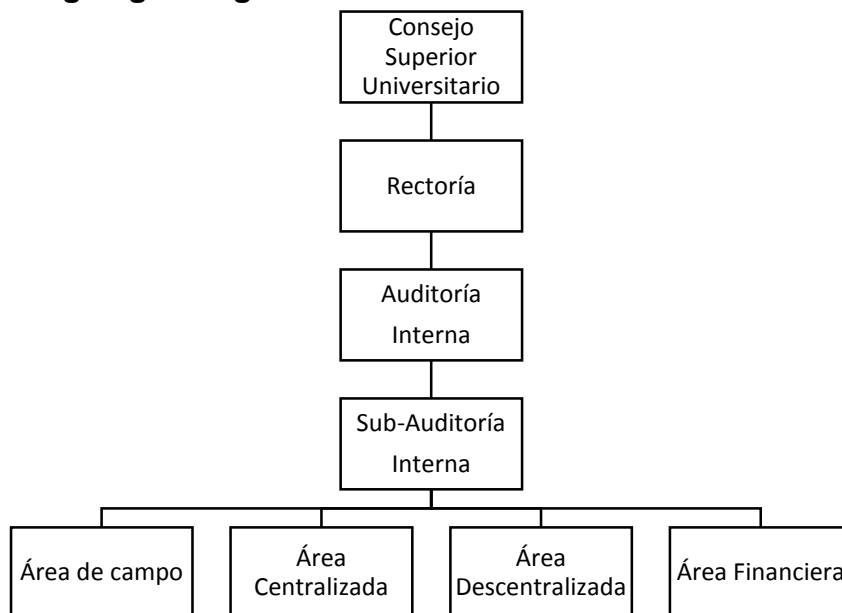 Consejo
Superior
Universitario
Rectoría
Auditoría
Interna
Sub-Auditoría
Interna
Área de campo
Área
Centralizada
Área
Descentralizada
Área Financiera